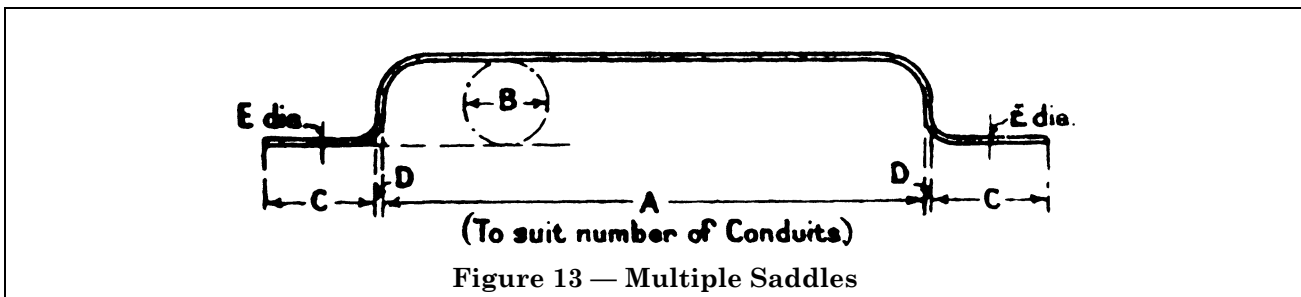 B
E dia.
E dia.
D
D
C
A
C
(To suit number of Conduits)
Figure 13 — Multiple Saddles